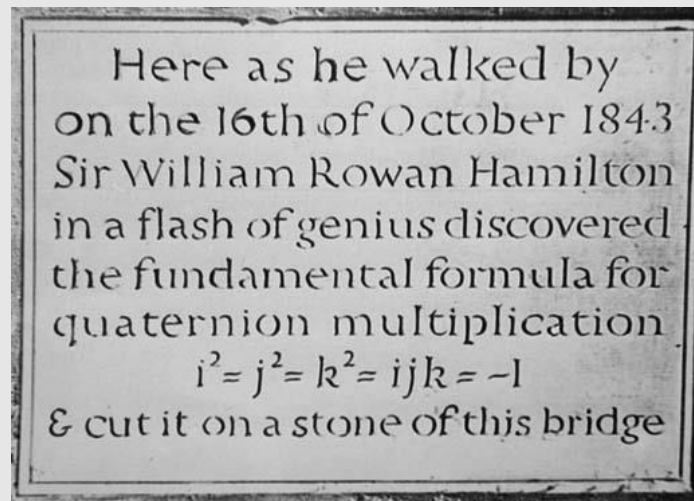 Here as he walked by
on the 16th of October 1843
Sir William Rowan Hamilton
in a flash of genius discovered
the fundamental formula for
quaternion multiplication
i²= j²= k²= ijk = -1
& cut it on a stone of this bridge